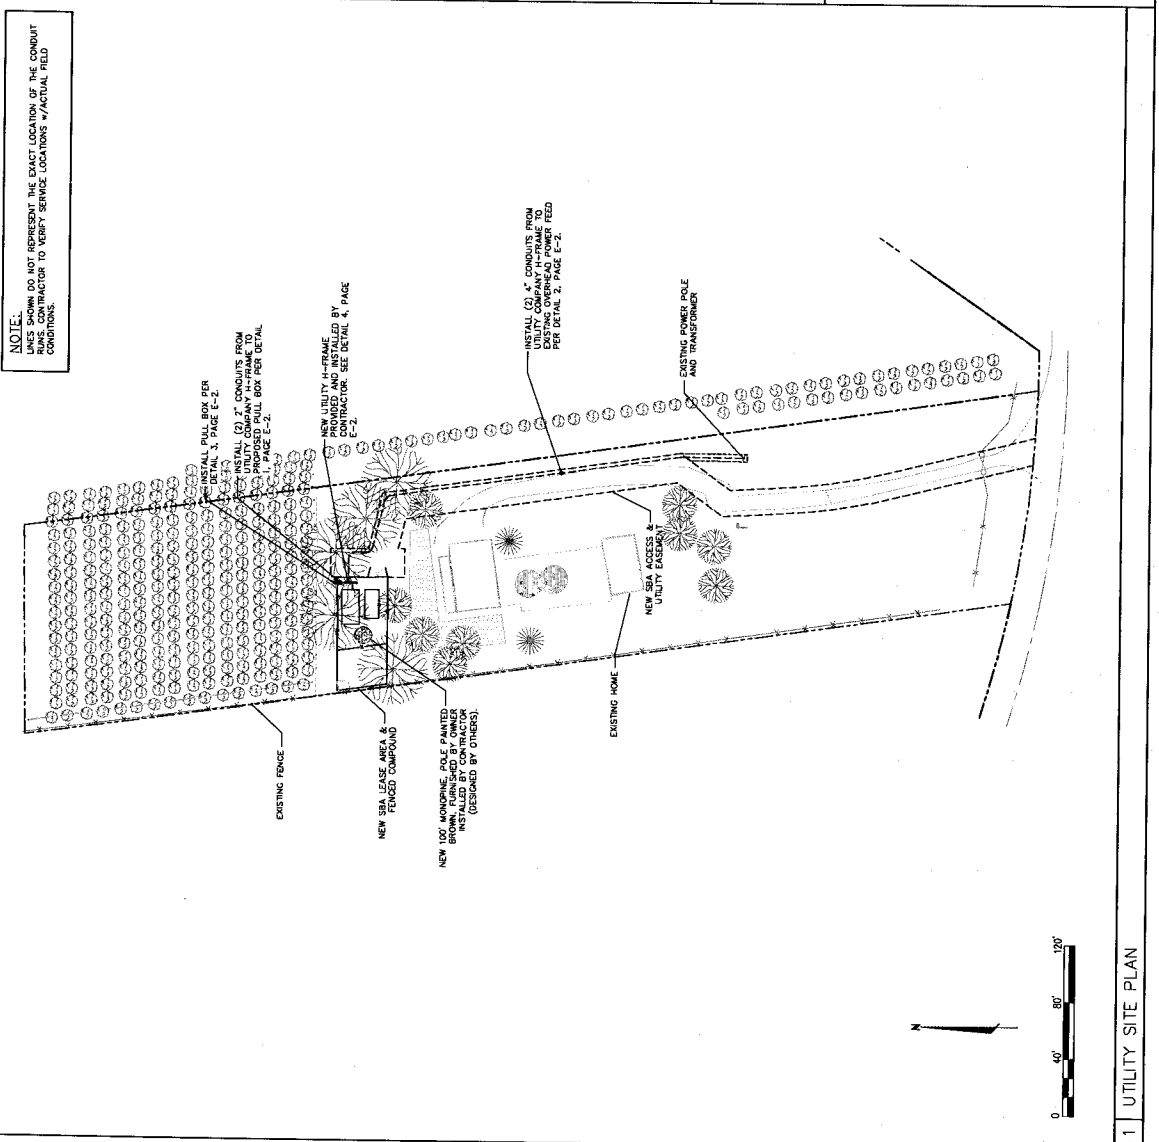 NOTE:
LINES SHOWN DO NOT REPRESENT THE EXACT LOCATION OF THE CONDUIT
RUNS. CONTRACTOR TO VERIFY SERVICE LOCATIONS w/ACTUAL FIELD
CONDITIONS.
INSTALL PULL BOX PER
DETAIL 3, PAGE E-2.
INSTALL (2) 2" CONDUITS FROM
UTILITY COMPANY H-FRAME TO
PROPOSED PULL BOX PER DETAIL
1, PAGE E-2.
NEW UTILITY H-FRAME
PROVIDED AND INSTALLED BY
CONTRACTOR. SEE DETAIL 4, PAGE
E-2.
INSTALL (2) 4" CONDUITS FROM
UTILITY COMPANY H-FRAME TO
EXISTING OVERHEAD POWER FEED
PER DETAIL 2, PAGE E-2.
EXISTING POWER POLE
AND TRANSFORMER
NEW SBA ACCESS &
UTILITY EASEMENT
EXISTING HOME
EXISTING FENCE
NEW SBA LEASE AREA &
FENCED COMPOUND
NEW 100' MONOPINE, POLE PAINTED
BROWN, FURNISHED BY OWNER
INSTALLED BY CONTRACTOR
(DESIGNED BY OTHERS).
N
0 40' 80' 120'
1 UTILITY SITE PLAN